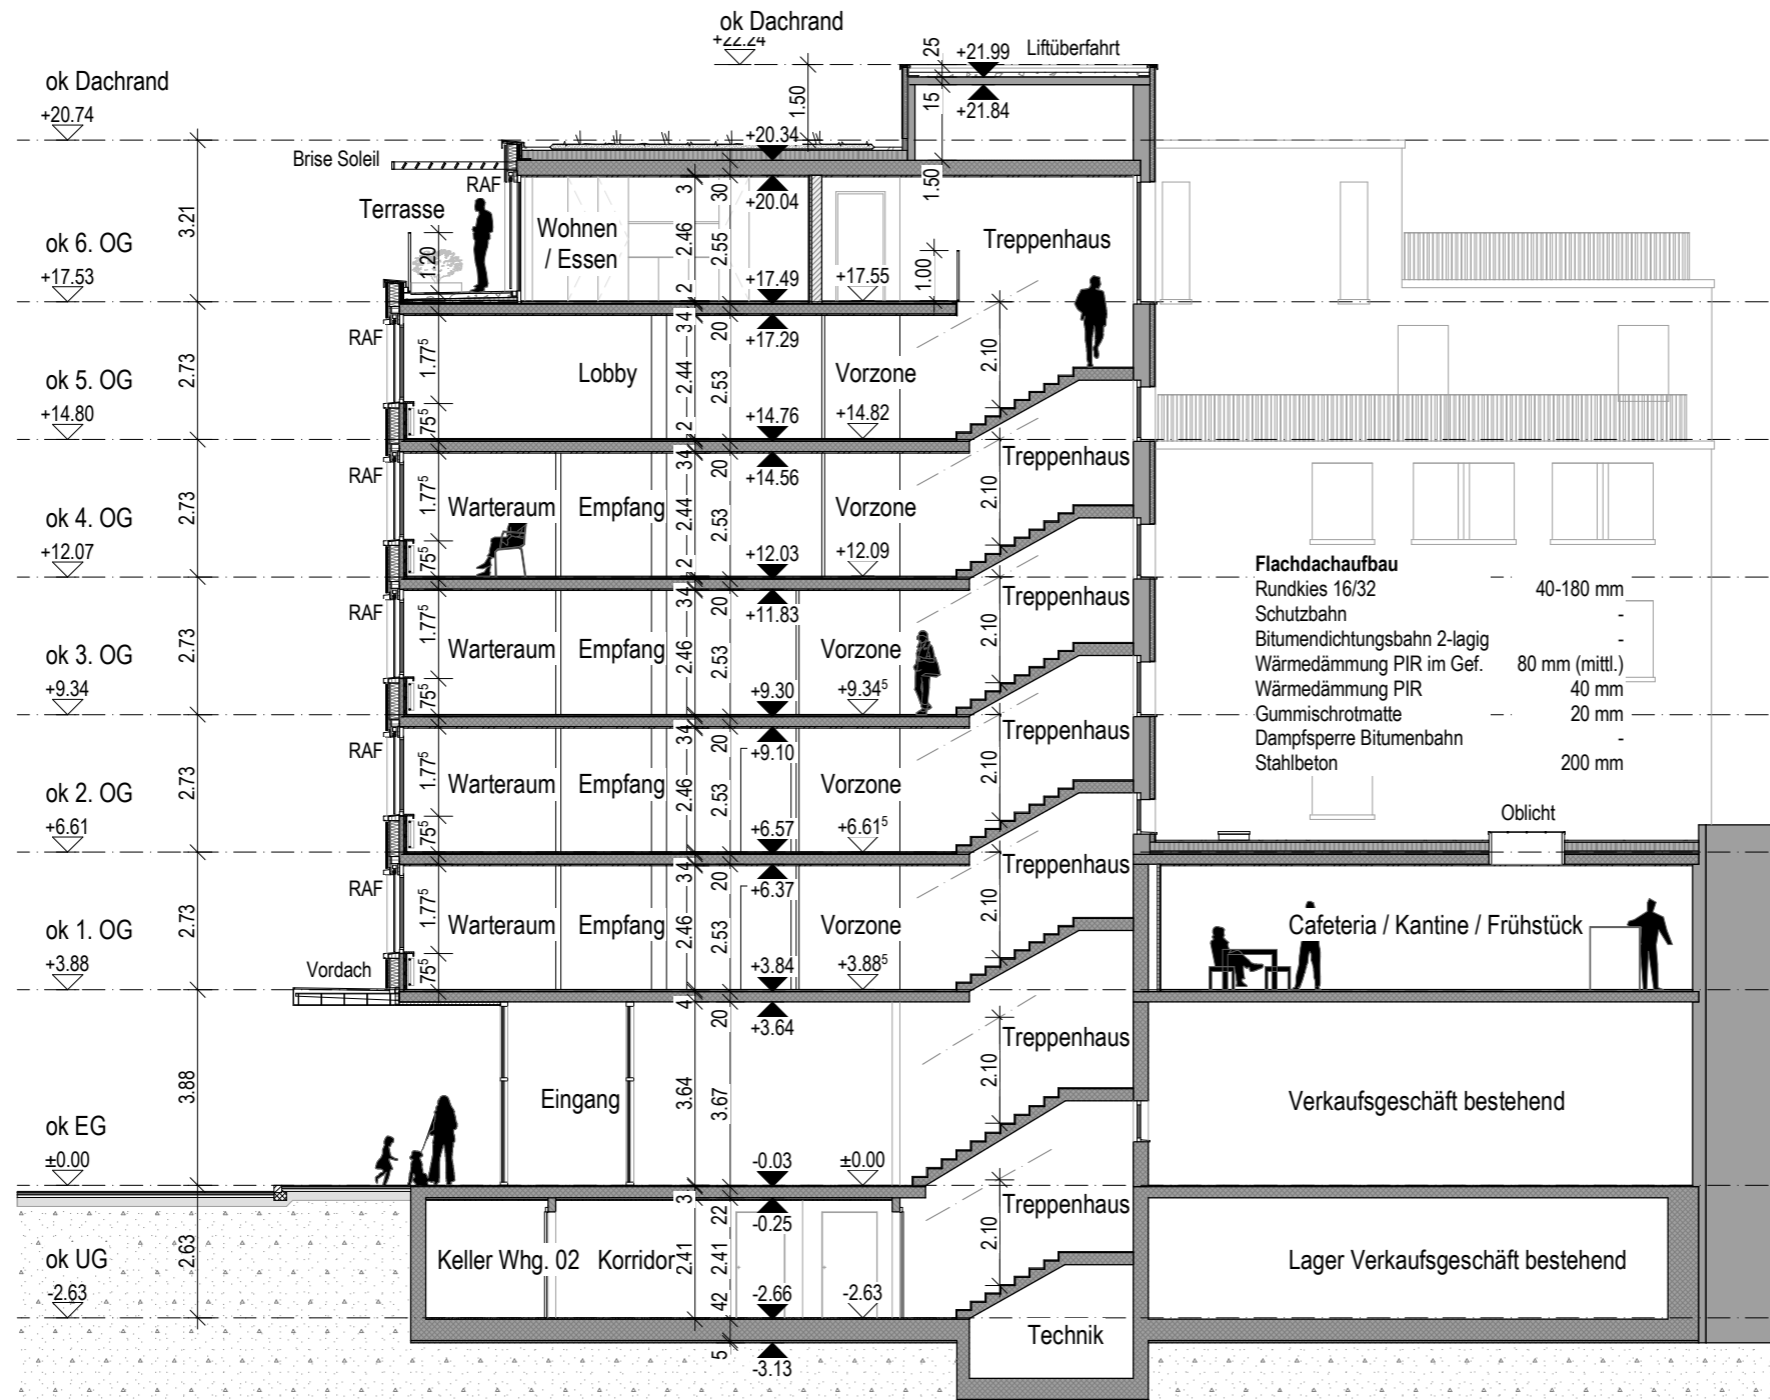 ok Dachrand
+22.24
25
+21.99
Liftüberfahrt
ok Dachrand
+20.74
1.50
15
+21.84
+20.34
Brise Soleil
RAF
3
30
+20.04
1.50
Terrasse
3.21
ok 6. OG
+17.53
1.20
Wohnen
/ Essen
2.46
2.55
Treppenhaus
+17.49
+17.55
1.00
2
RAF
3
4
20
+17.29
2.73
ok 5. OG
+14.80
1.77⁵
Lobby
2.44
2.53
Vorzone
2.10
75⁵
2
+14.76
+14.82
RAF
3
4
20
+14.56
Treppenhaus
2.73
ok 4. OG
+12.07
1.77⁵
Warteraum
Empfang
2.44
2.53
Vorzone
2.10
75⁵
2
+12.03
+12.09
Flachdachaufbau
Rundkies 16/32 40-180 mm
Schutzbahn -
Bitumendichtungsbahn 2-lagig -
Wärmedämmung PIR im Gef. 80 mm (mittl.)
Wärmedämmung PIR 40 mm
Gummischrotmatte 20 mm
Dampfsperre Bitumenbahn -
Stahlbeton 200 mm
RAF
3
4
20
+11.83
Treppenhaus
2.73
ok 3. OG
+9.34
1.77⁵
Warteraum
Empfang
2.46
2.53
Vorzone
2.10
75⁵
+9.30
+9.34⁵
RAF
3
4
20
+9.10
Treppenhaus
2.73
ok 2. OG
+6.61
1.77⁵
Warteraum
Empfang
2.46
2.53
Vorzone
2.10
75⁵
+6.57
+6.61⁵
Oblicht
RAF
3
4
20
+6.37
Treppenhaus
2.73
ok 1. OG
+3.88
1.77⁵
Warteraum
Empfang
2.46
2.53
Vorzone
2.10
Cafeteria / Kantine / Frühstück
75⁵
+3.84
+3.88⁵
Vordach
4
20
+3.64
Treppenhaus
3.88
ok EG
±0.00
Eingang
3.64
3.67
2.10
Verkaufsgeschäft bestehend
-0.03
±0.00
3
22
-0.25
Treppenhaus
2.63
ok UG
-2.63
Keller Whg. 02
Korridor
2.41
2.41
2.10
Lager Verkaufsgeschäft bestehend
42
-2.66
-2.63
Technik
5
-3.13